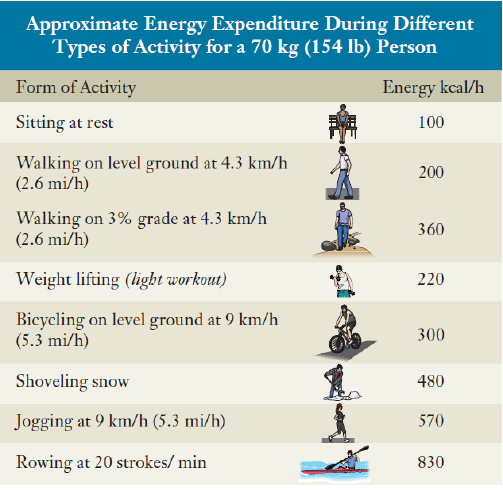 Approximate Energy Expenditure During Different
Types of Activity for a 70 kg (154 lb) Person
Form of Activity Energy kcal/h
Sitting at rest 100
Walking on level ground at 4.3 km/h
(2.6 mi/h) 200
Walking on 3% grade at 4.3 km/h
(2.6 mi/h) 360
Weight lifting (light workout) 220
Bicycling on level ground at 9 km/h
(5.3 mi/h) 300
Shoveling snow 480
Jogging at 9 km/h (5.3 mi/h) 570
Rowing at 20 strokes/ min 830